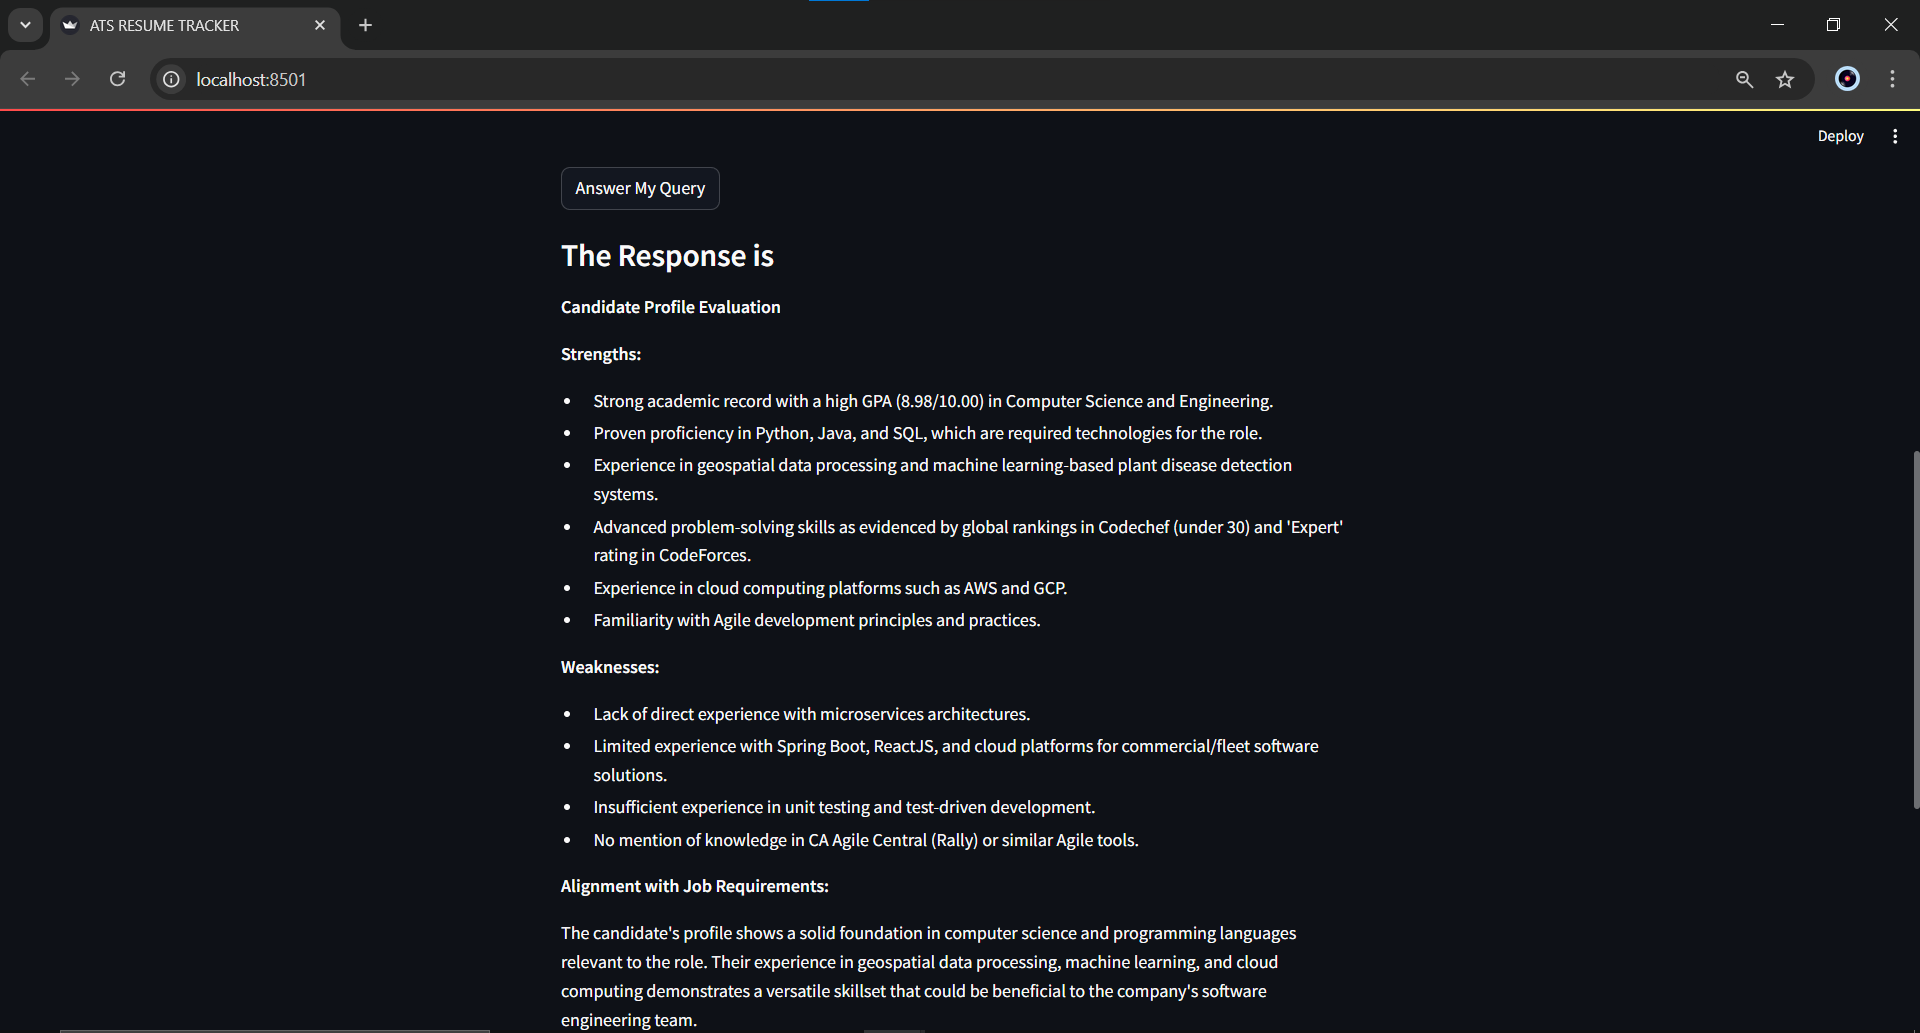 ATS RESUME TRACKER
localhost:8501
Deploy
Answer My Query
The Response is
Candidate Profile Evaluation
Strengths:
• Strong academic record with a high GPA (8.98/10.00) in Computer Science and Engineering.
• Proven proficiency in Python, Java, and SQL, which are required technologies for the role.
• Experience in geospatial data processing and machine learning-based plant disease detection
systems.
• Advanced problem-solving skills as evidenced by global rankings in Codechef (under 30) and 'Expert'
rating in CodeForces.
• Experience in cloud computing platforms such as AWS and GCP.
• Familiarity with Agile development principles and practices.
Weaknesses:
• Lack of direct experience with microservices architectures.
• Limited experience with Spring Boot, ReactJS, and cloud platforms for commercial/fleet software
solutions.
• Insufficient experience in unit testing and test-driven development.
• No mention of knowledge in CA Agile Central (Rally) or similar Agile tools.
Alignment with Job Requirements:
The candidate's profile shows a solid foundation in computer science and programming languages
relevant to the role. Their experience in geospatial data processing, machine learning, and cloud
computing demonstrates a versatile skillset that could be beneficial to the company's software
engineering team.